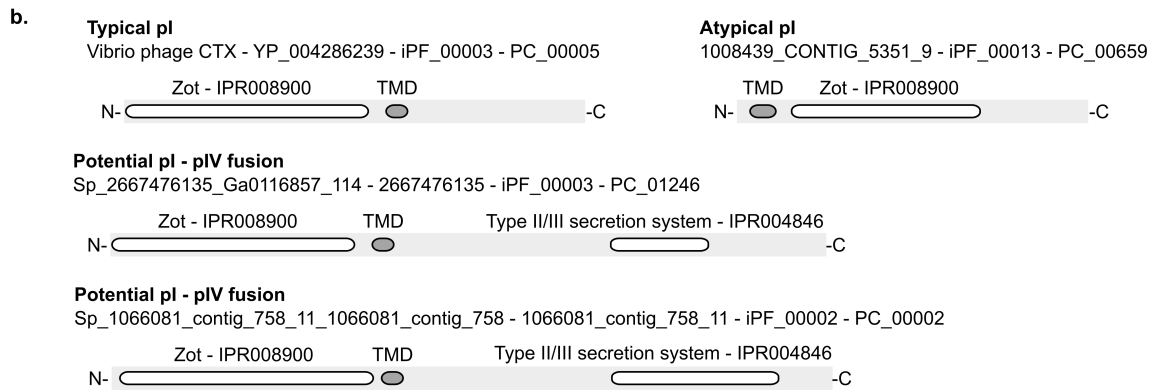 b.
Typical pI
Vibrio phage CTX - YP_004286239 - iPF_00003 - PC_00005
Zot - IPR008900 TMD
N- -C
Atypical pI
1008439_CONTIG_5351_9 - iPF_00013 - PC_00659
TMD Zot - IPR008900
N- -C
Potential pI - pIV fusion
Sp_2667476135_Ga0116857_114 - 2667476135 - iPF_00003 - PC_01246
Zot - IPR008900 TMD Type II/III secretion system - IPR004846
N- -C
Potential pI - pIV fusion
Sp_1066081_contig_758_11_1066081_contig_758 - 1066081_contig_758_11 - iPF_00002 - PC_00002
Zot - IPR008900 TMD Type II/III secretion system - IPR004846
N- -C